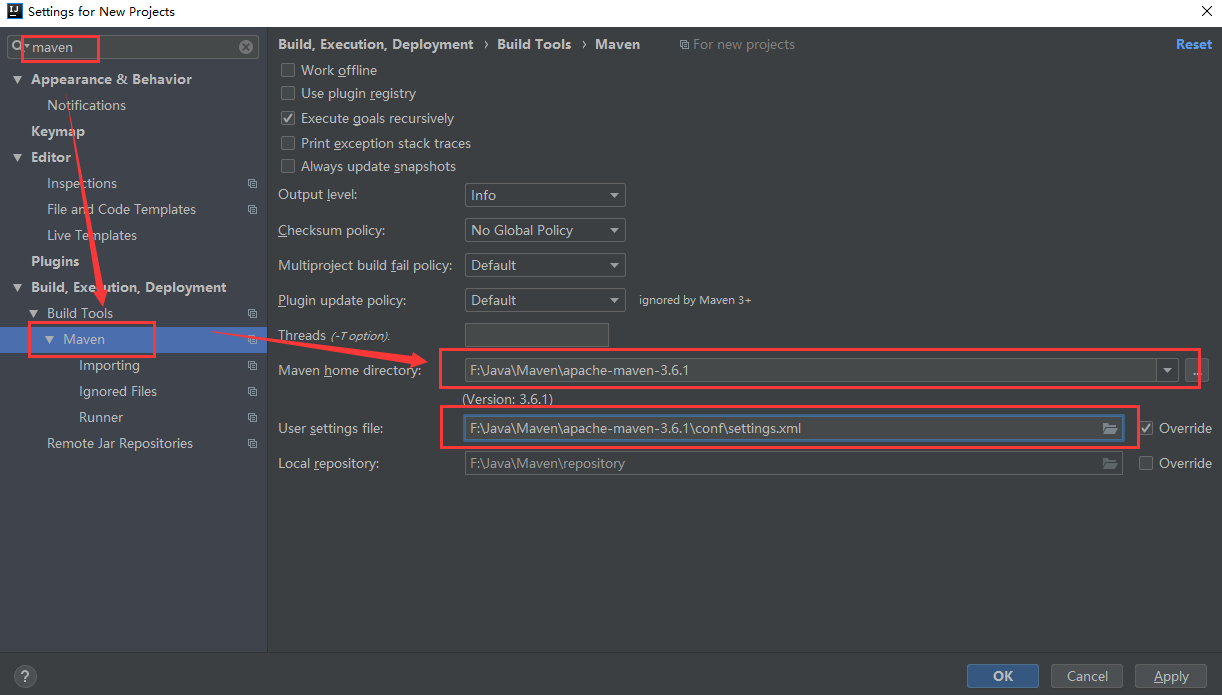 Settings for New Projects
maven
Appearance & Behavior
Notifications
Keymap
Editor
Inspections
File and Code Templates
Live Templates
Plugins
Build, Execution, Deployment
Build Tools
Maven
Importing
Ignored Files
Runner
Remote Jar Repositories
Build, Execution, Deployment › Build Tools › Maven For new projects Reset
Work offline
Use plugin registry
Execute goals recursively
Print exception stack traces
Always update snapshots
Output level: Info
Checksum policy: No Global Policy
Multiproject build fail policy: Default
Plugin update policy: Default ignored by Maven 3+
Threads (-T option):
Maven home directory: F:\Java\Maven\apache-maven-3.6.1 ...
(Version: 3.6.1)
User settings file: F:\Java\Maven\apache-maven-3.6.1\conf\settings.xml Override
Local repository: F:\Java\Maven\repository Override
? OK Cancel Apply